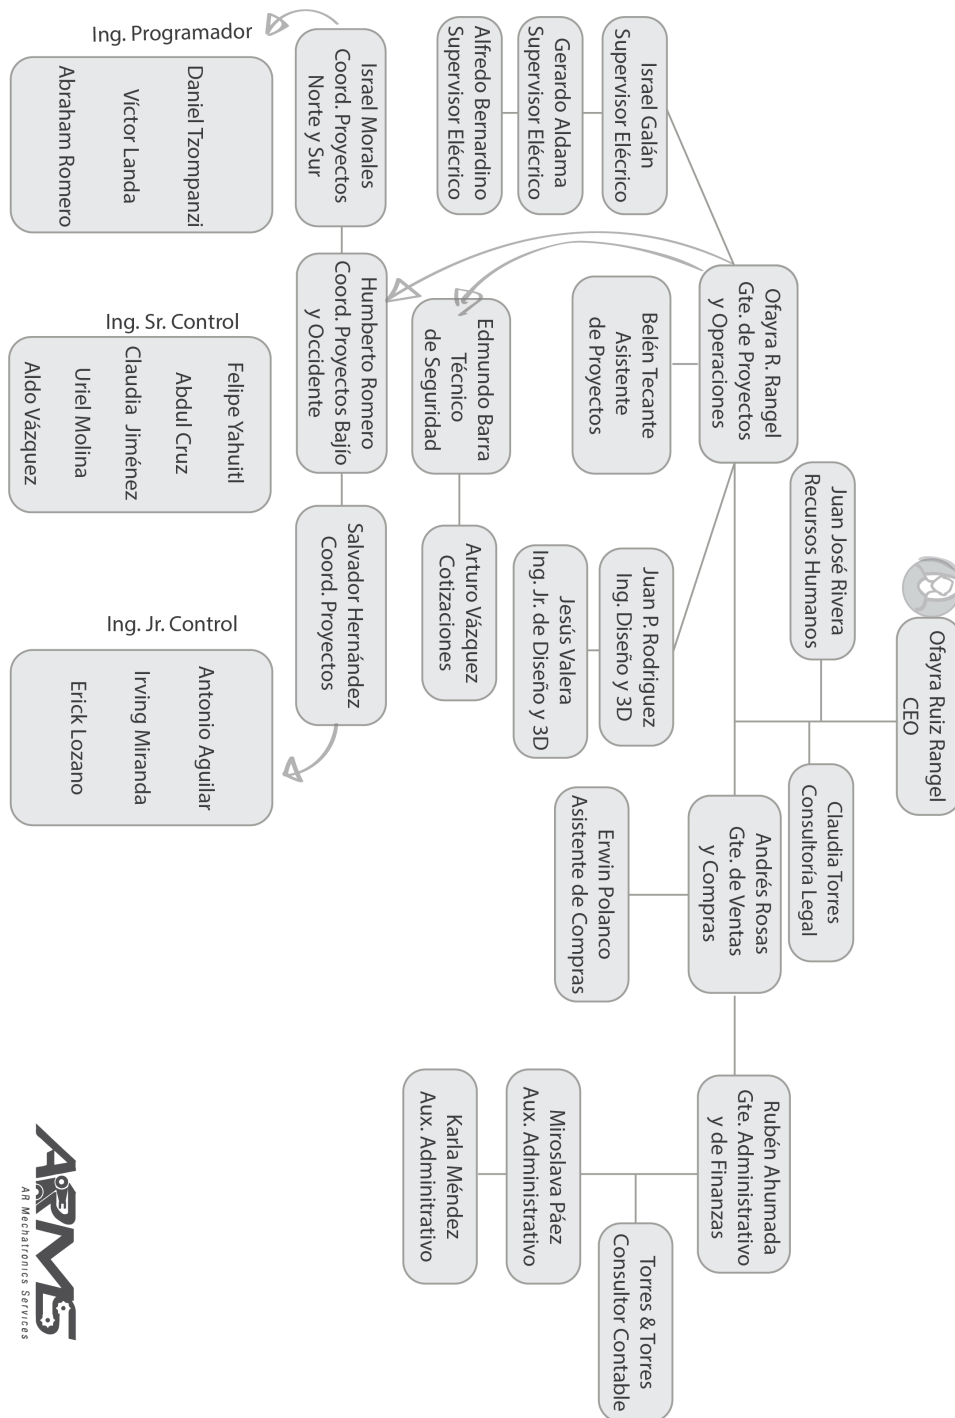 Ofayra Ruiz Rangel
CEO
Juan José Rivera
Recursos Humanos
Claudia Torres
Consultoría Legal
Ofayra R. Rangel
Gte. de Proyectos
y Operaciones
Andrés Rosas
Gte. de Ventas
y Compras
Rubén Ahumada
Gte. Administrativo
y de Finanzas
Israel Galán
Supervisor Elécrico
Gerardo Aldama
Supervisor Elécrico
Alfredo Bernardino
Supervisor Elécrico
Belén Tecante
Asistente
de Proyectos
Juan P. Rodriguez
Ing. Diseño y 3D
Jesús Valera
Ing. Jr. de Diseño y 3D
Erwin Polanco
Asistente de Compras
Torres & Torres
Consultor Contable
Miroslava Páez
Aux. Administrativo
Karla Méndez
Aux. Adminitrativo
Edmundo Barra
Técnico
de Seguridad
Arturo Vázquez
Cotizaciones
Israel Morales
Coord. Proyectos
Norte y Sur
Humberto Romero
Coord. Proyectos Bajío
y Occidente
Salvador Hernández
Coord. Proyectos
Ing. Programador
Daniel Tzompanzi
Víctor Landa
Abraham Romero
Ing. Sr. Control
Felipe Yahuitl
Abdul Cruz
Claudia Jiménez
Uriel Molina
Aldo Vázquez
Ing. Jr. Control
Antonio Aguilar
Irving Miranda
Erick Lozano
ARMS
AR Mechatronics Services